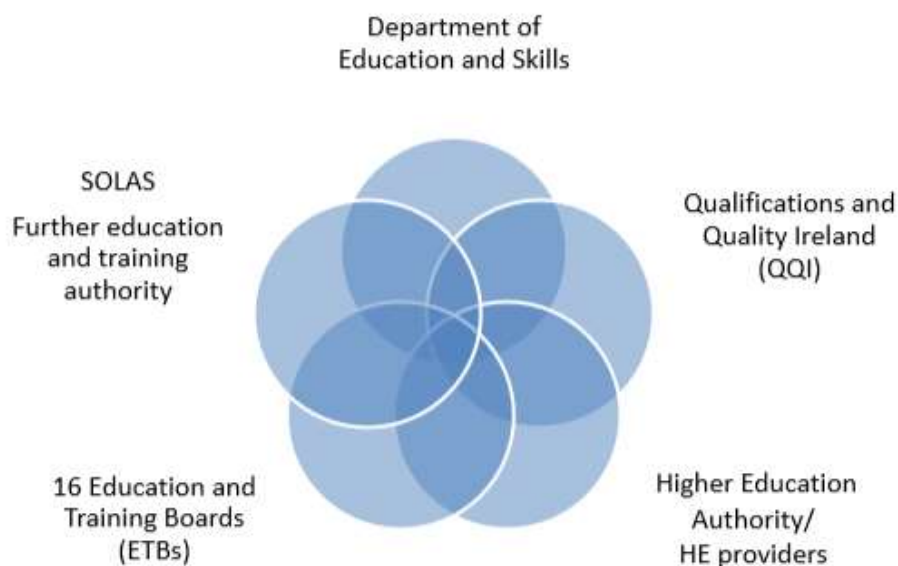 Department of
Education and Skills
SOLAS
Further education
and training
authority
Qualifications and
Quality Ireland
(QQI)
16 Education and
Training Boards
(ETBs)
Higher Education
Authority/
HE providers